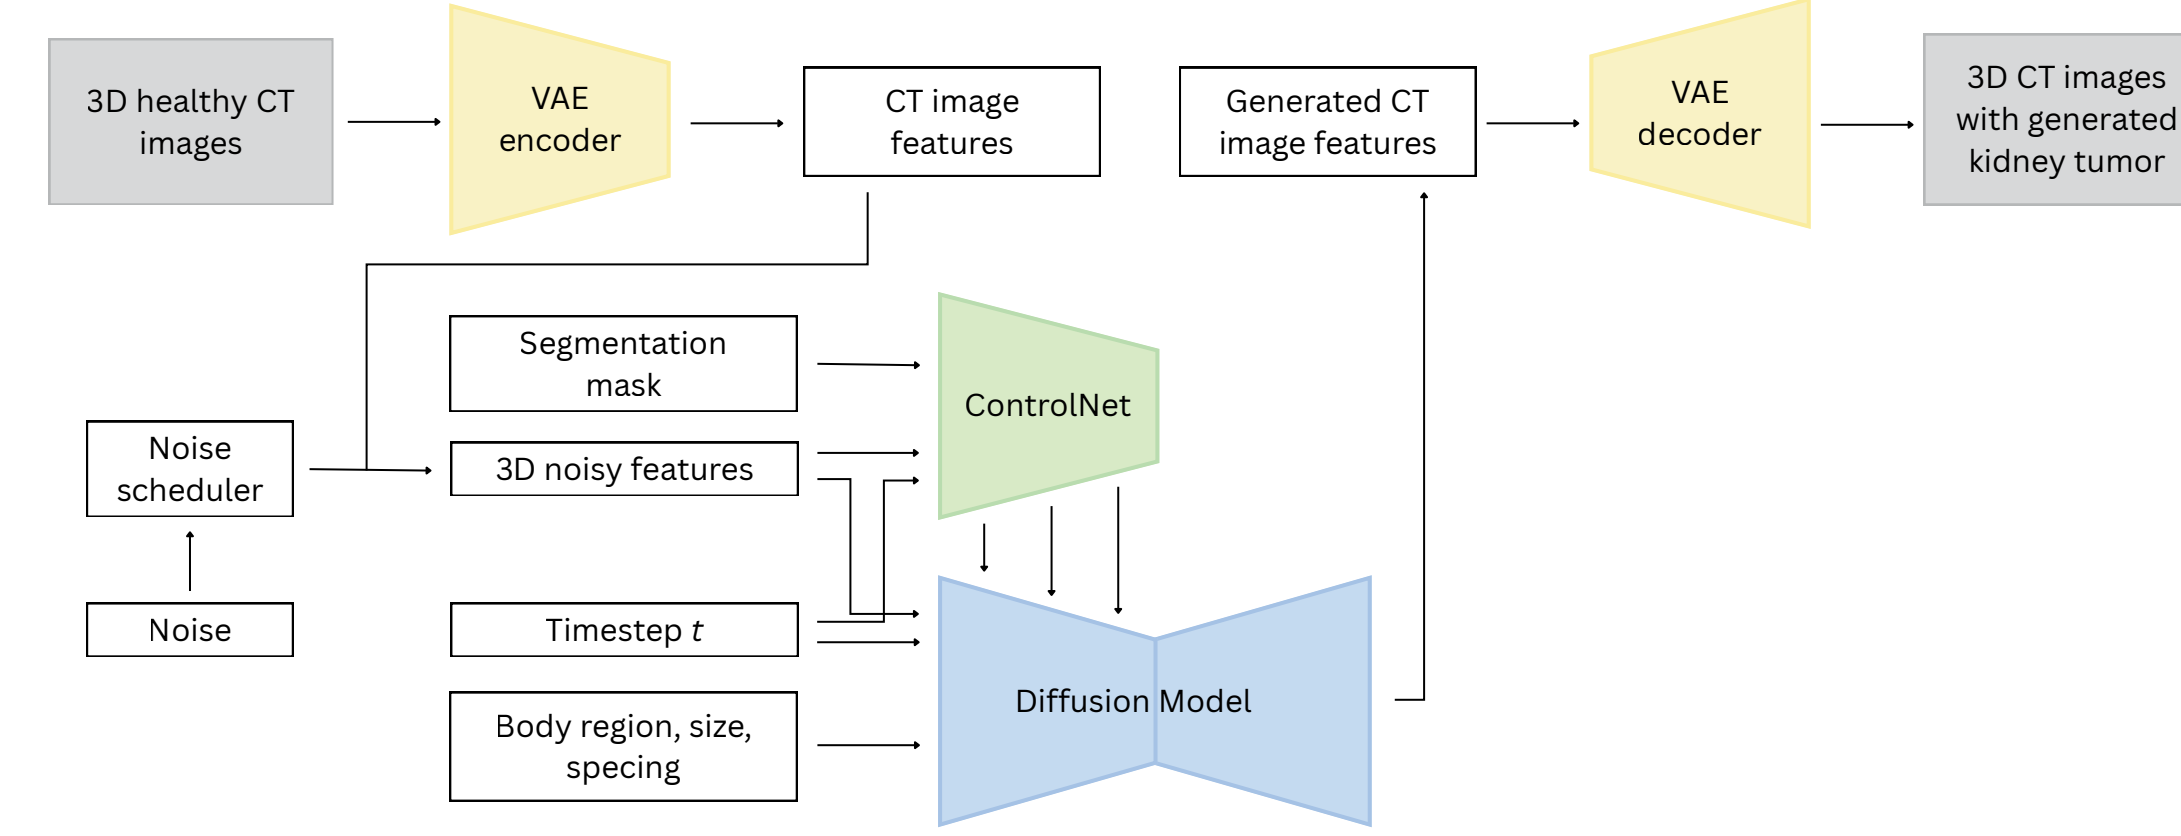 3D healthy CT
images
VAE
encoder
CT image
features
Generated CT
image features
VAE
decoder
3D CT images
with generated
kidney tumor
Segmentation
mask
ControlNet
Noise
scheduler
3D noisy features
Noise
Timestep t
Diffusion Model
Body region, size,
specing